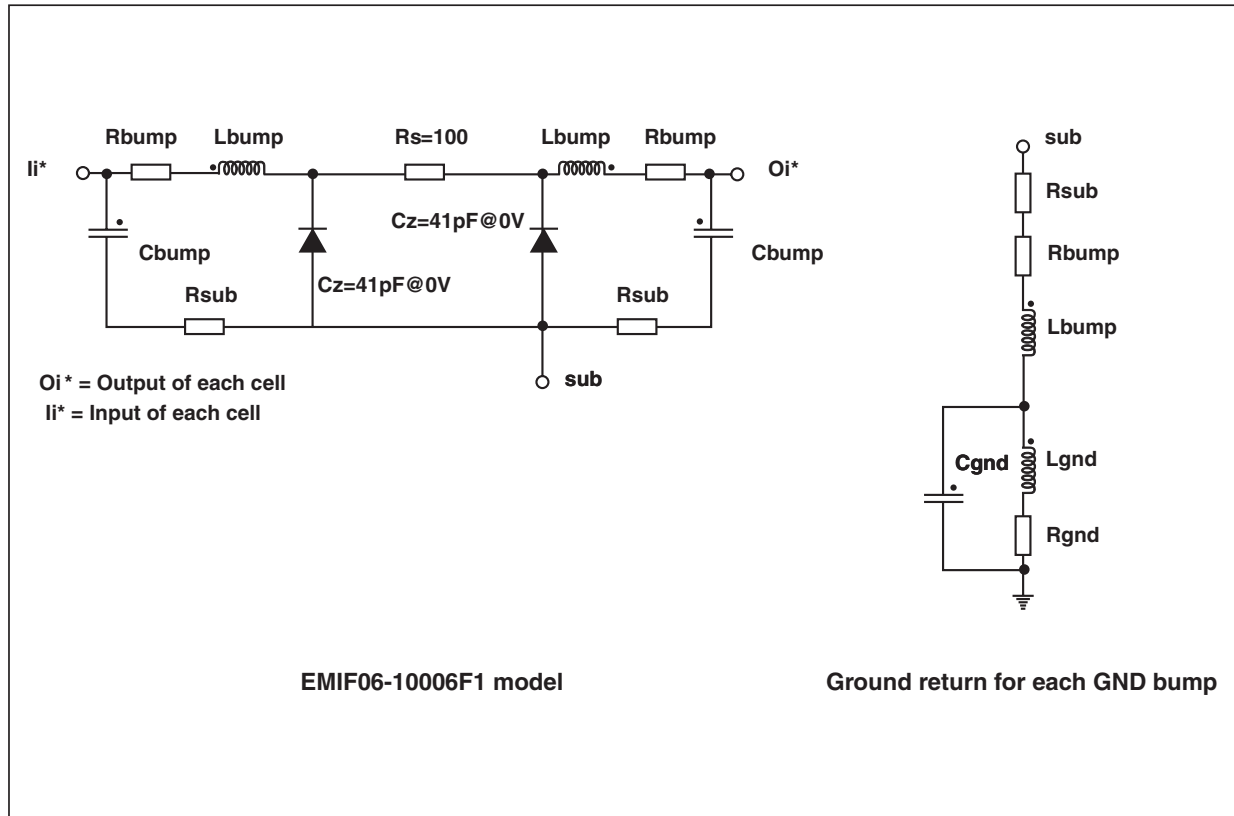 Rbump
Lbump
Rs=100
Lbump
Rbump
Ii*
Oi*
Cz=41pF@0V
Cbump
Cbump
Cz=41pF@0V
Rsub
Rsub
sub
Oi* = Output of each cell
Ii* = Input of each cell
EMIF06-10006F1 model
sub
Rsub
Rbump
Lbump
Cgnd
Lgnd
Rgnd
Ground return for each GND bump